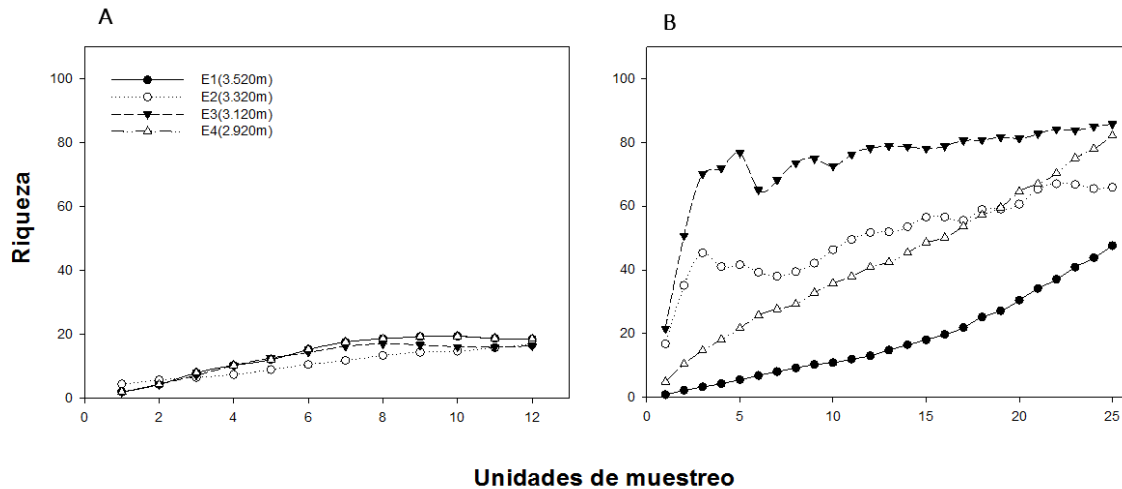 A
B
100
80
60
40
20
0
E1(3.520m)
E2(3.320m)
E3(3.120m)
E4(2.920m)
Riqueza
0 2 4 6 8 10 12
100
80
60
40
20
0
0 5 10 15 20 25
Unidades de muestreo